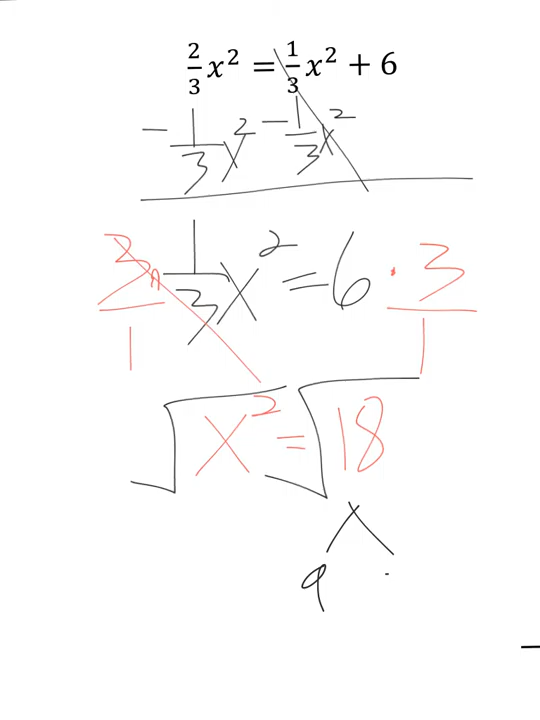 2/3 x² = 1/3 x² + 6
- 1/3 x² - 1/3 x²
3/1 · 1/3 x² = 6 · 3/1
√x² = √18
9